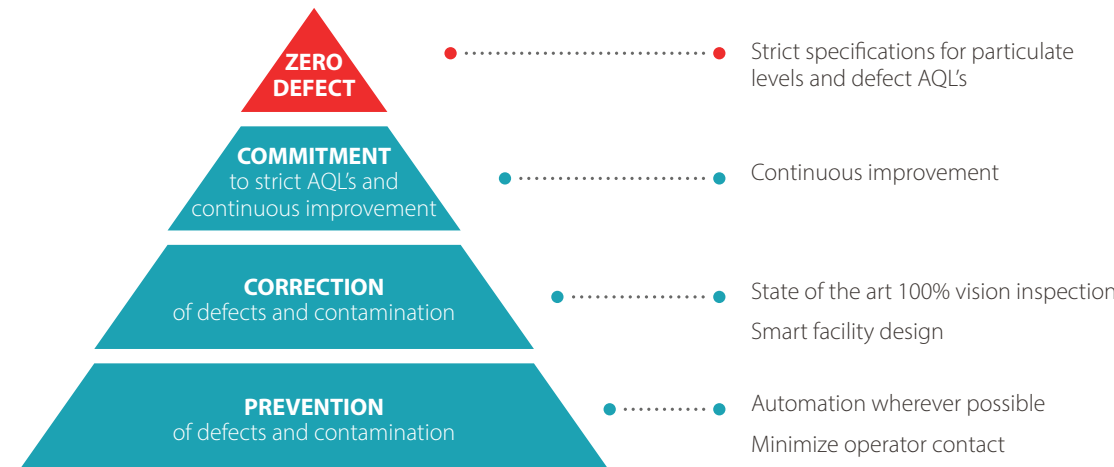 ZERO
DEFECT
Strict specifications for particulate
levels and defect AQL's
COMMITMENT
to strict AQL's and
continuous improvement
Continuous improvement
CORRECTION
of defects and contamination
State of the art 100% vision inspection
Smart facility design
PREVENTION
of defects and contamination
Automation wherever possible
Minimize operator contact